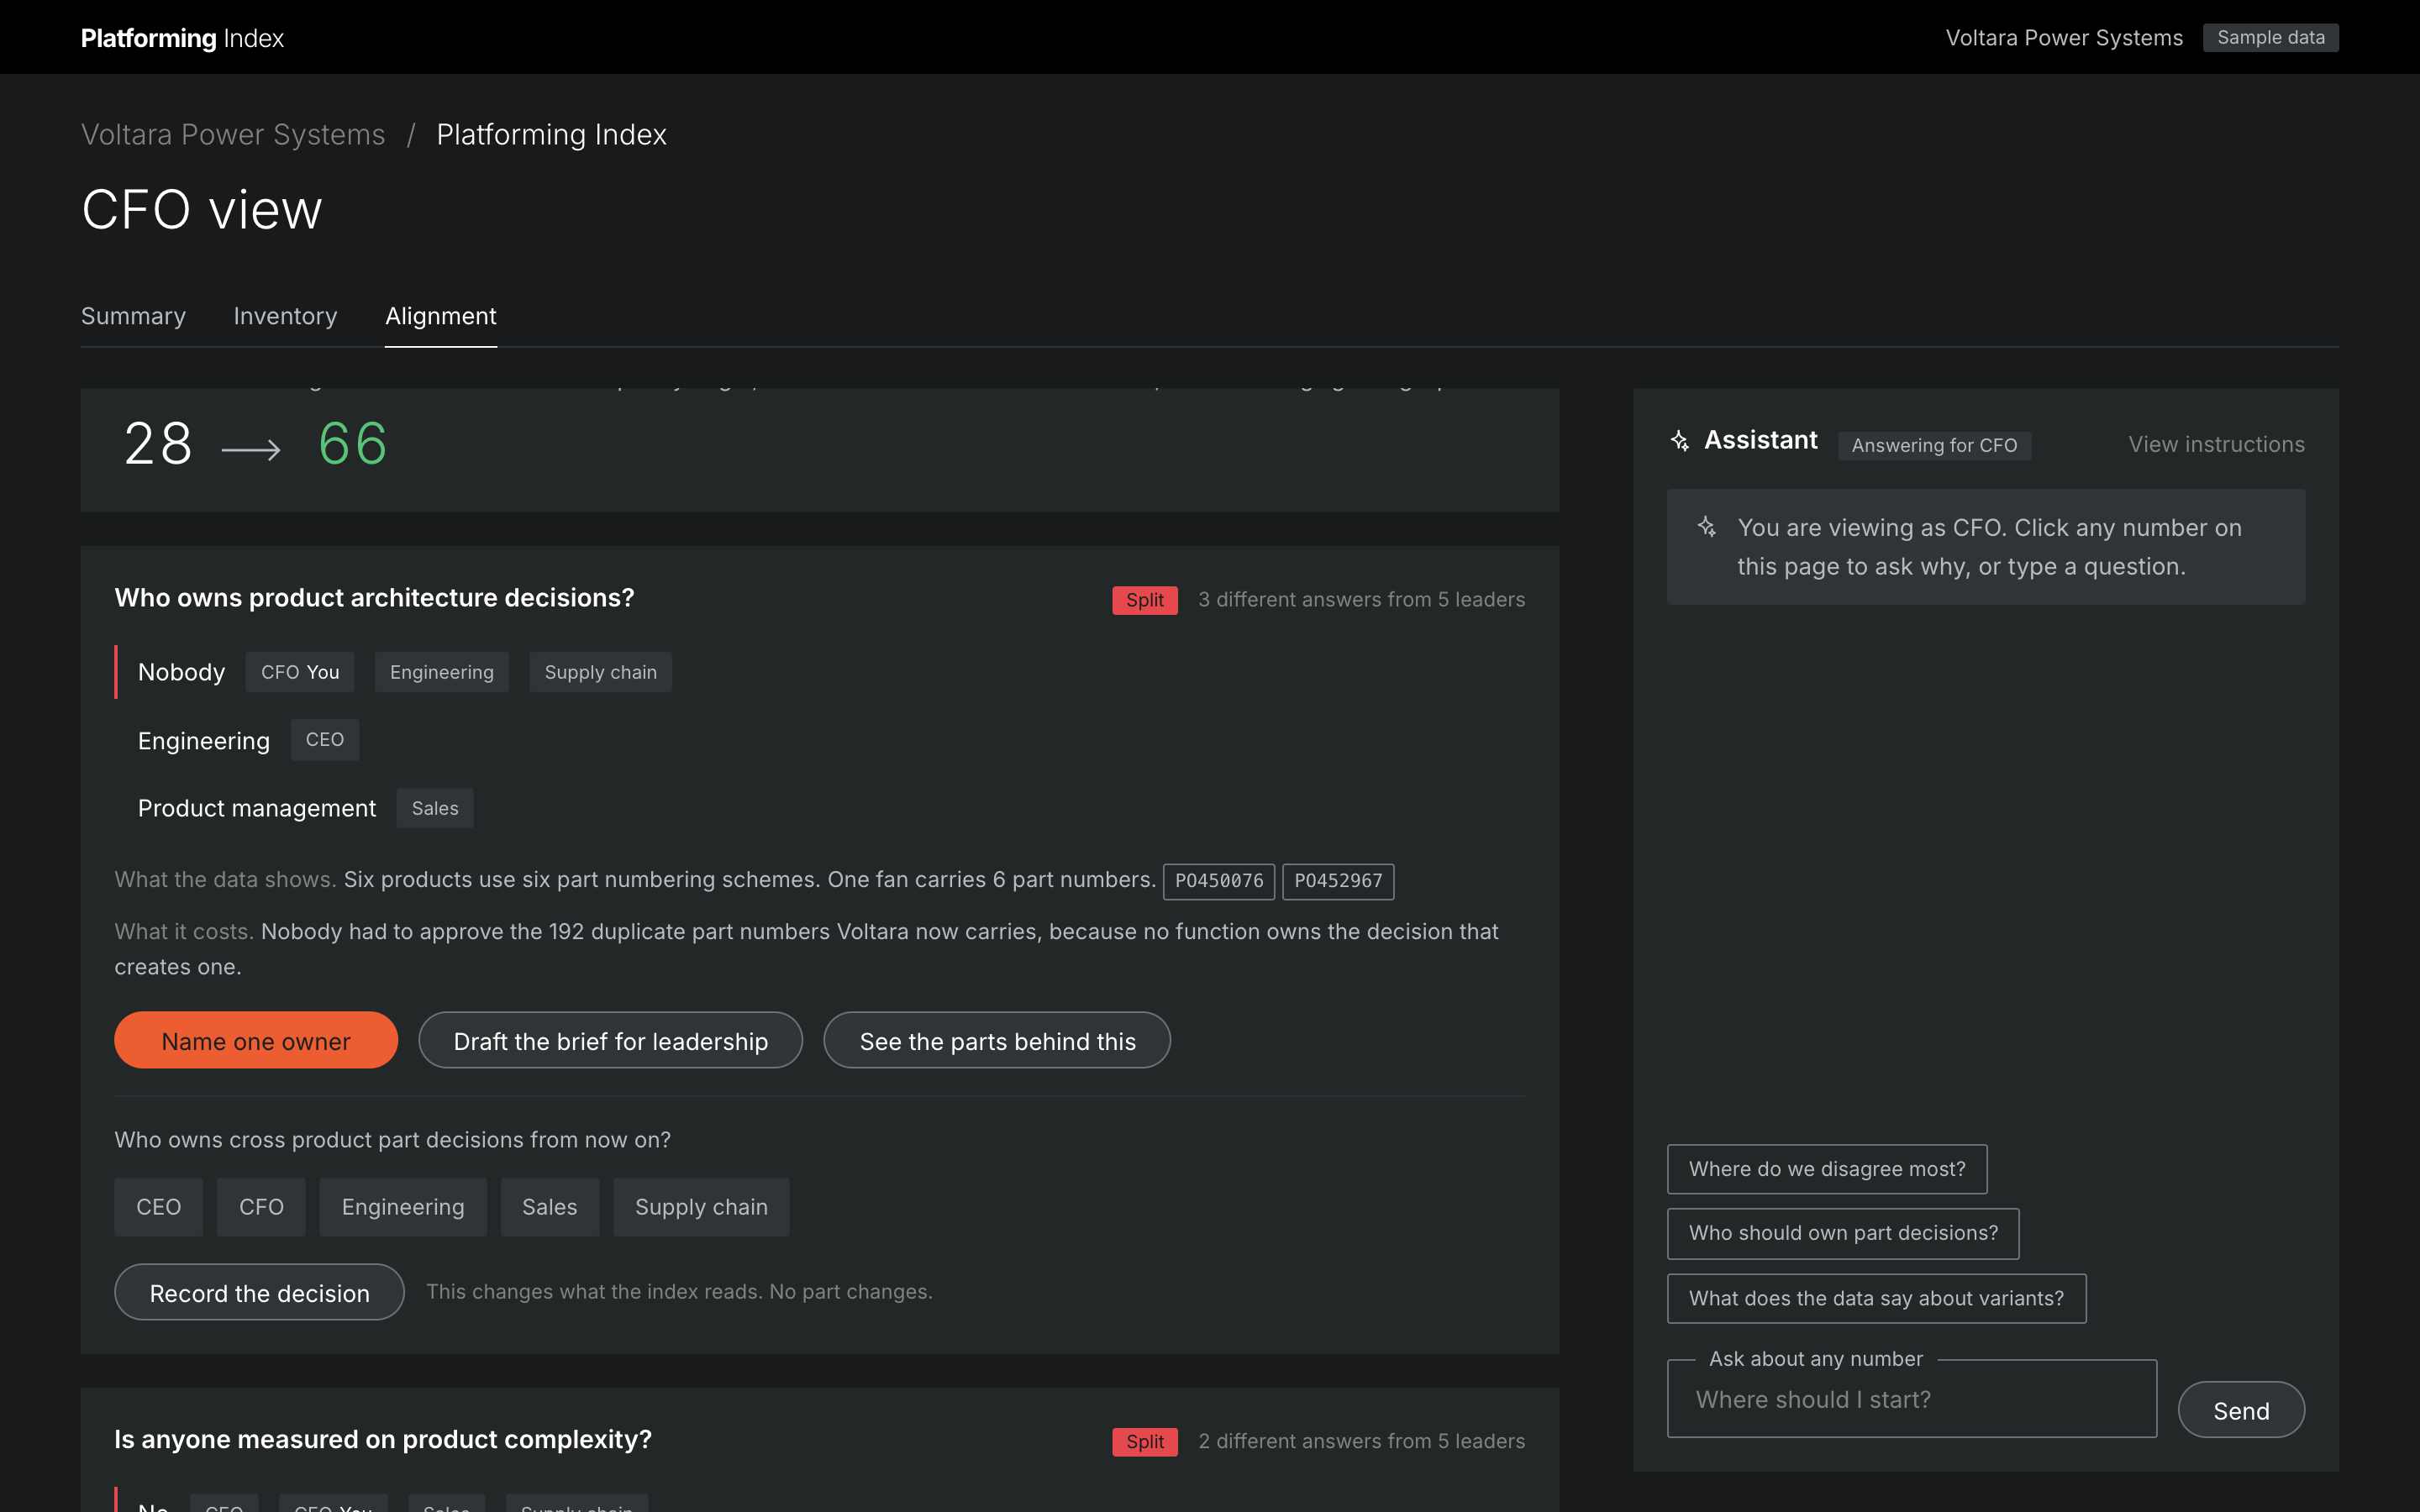 Platforming Index
Voltara Power Systems
Sample data
Voltara Power Systems / Platforming Index
CFO view
Summary
Inventory
Alignment
28 → 66
Who owns product architecture decisions?
Split
3 different answers from 5 leaders
Nobody
CFO You
Engineering
Supply chain
Engineering
CEO
Product management
Sales
What the data shows. Six products use six part numbering schemes. One fan carries 6 part numbers. PO450076 PO452967
What it costs. Nobody had to approve the 192 duplicate part numbers Voltara now carries, because no function owns the decision that
creates one.
Name one owner
Draft the brief for leadership
See the parts behind this
Who owns cross product part decisions from now on?
CEO
CFO
Engineering
Sales
Supply chain
Record the decision
This changes what the index reads. No part changes.
Is anyone measured on product complexity?
Split
2 different answers from 5 leaders
Assistant
Answering for CFO
View instructions
You are viewing as CFO. Click any number on
this page to ask why, or type a question.
Where do we disagree most?
Who should own part decisions?
What does the data say about variants?
Ask about any number
Where should I start?
Send